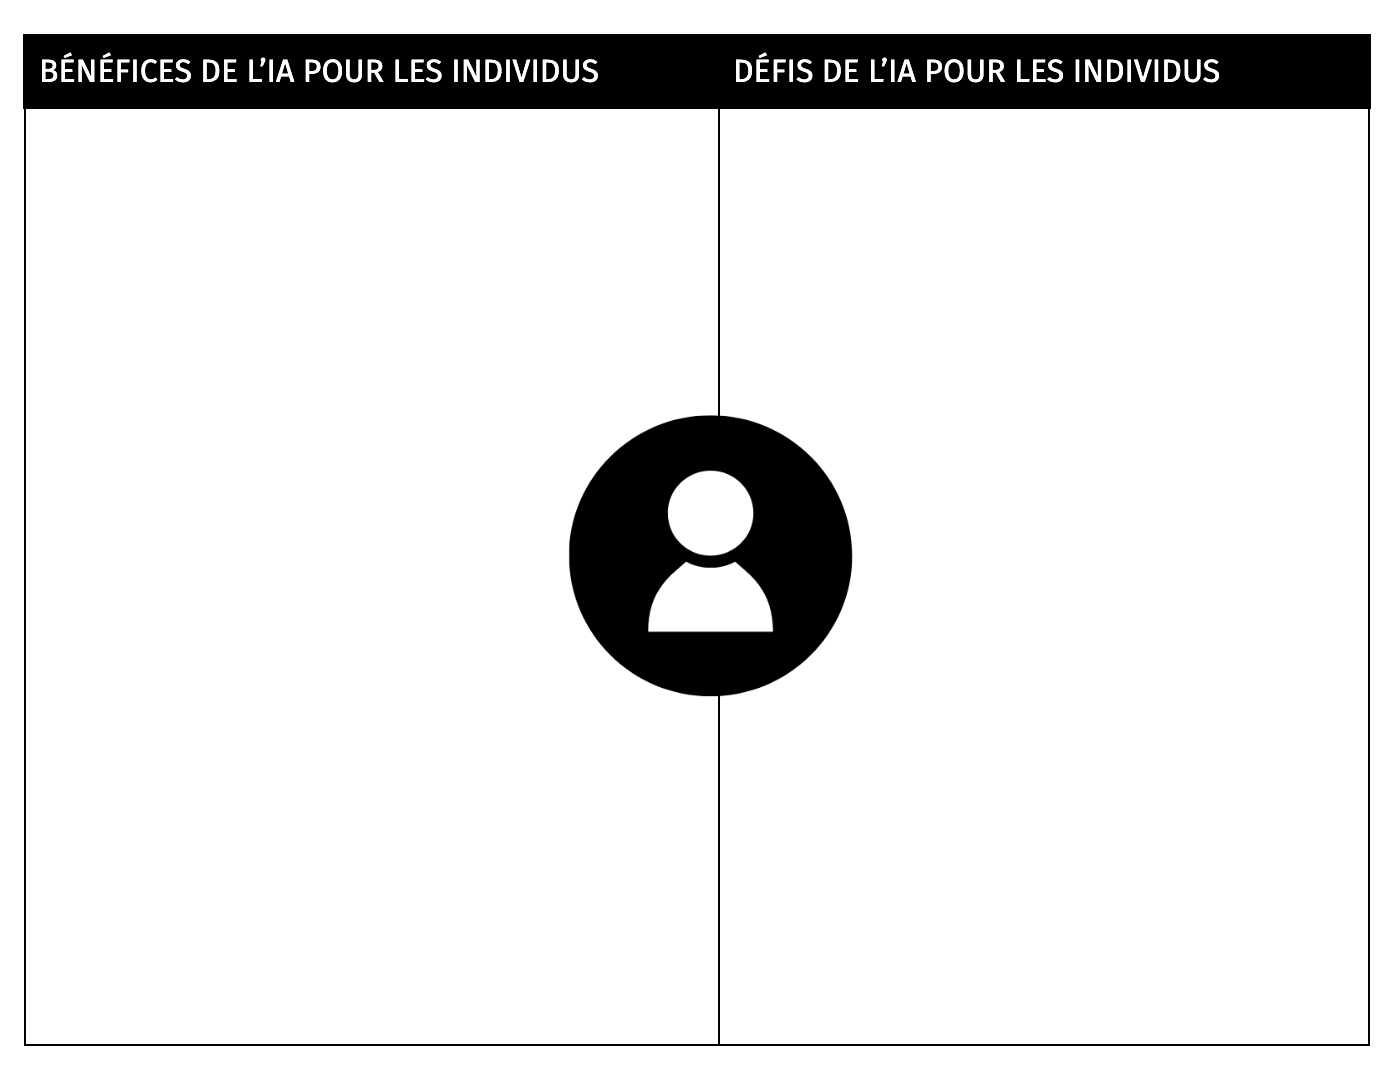 BÉNÉFICES DE L’IA POUR LES INDIVIDUS
DÉFIS DE L’IA POUR LES INDIVIDUS